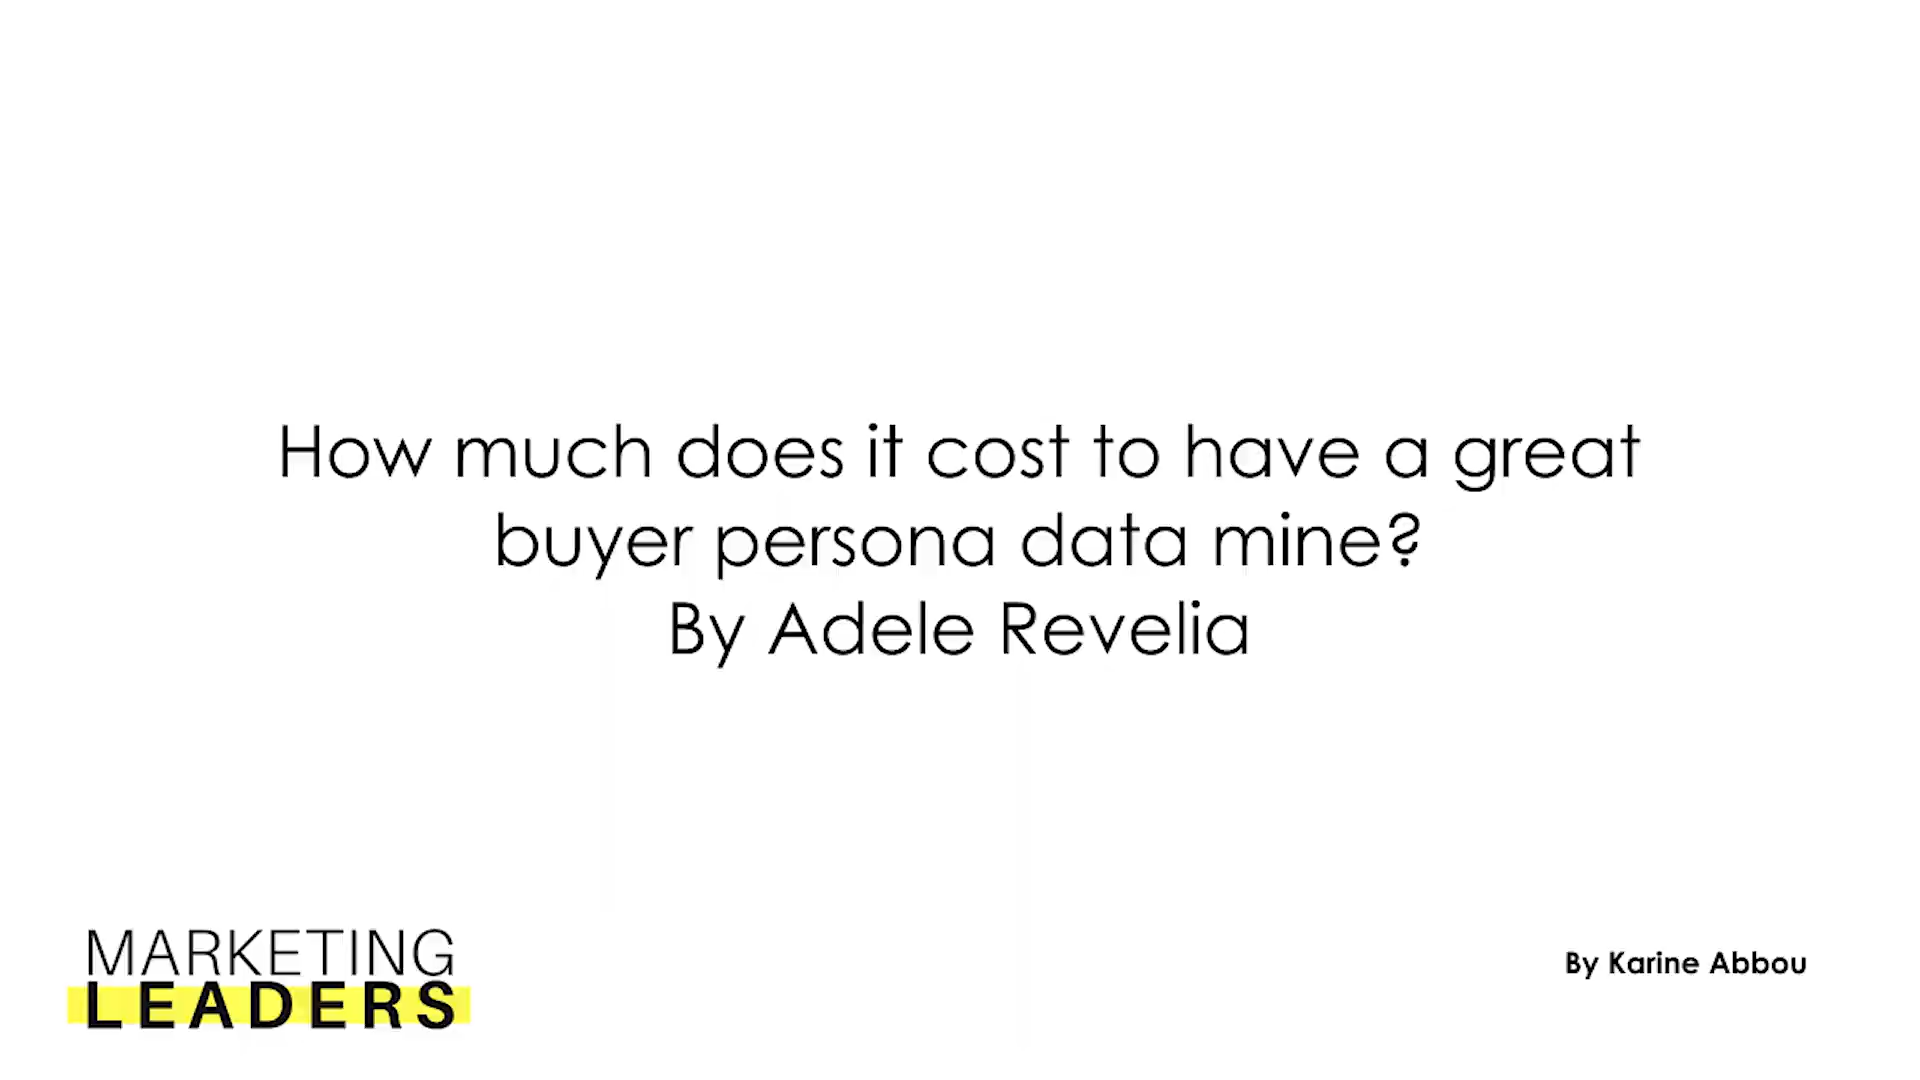 How much does it cost to have a great
buyer persona data mine?
By Adele Revelia
MARKETING
LEADERS
By Karine Abbou